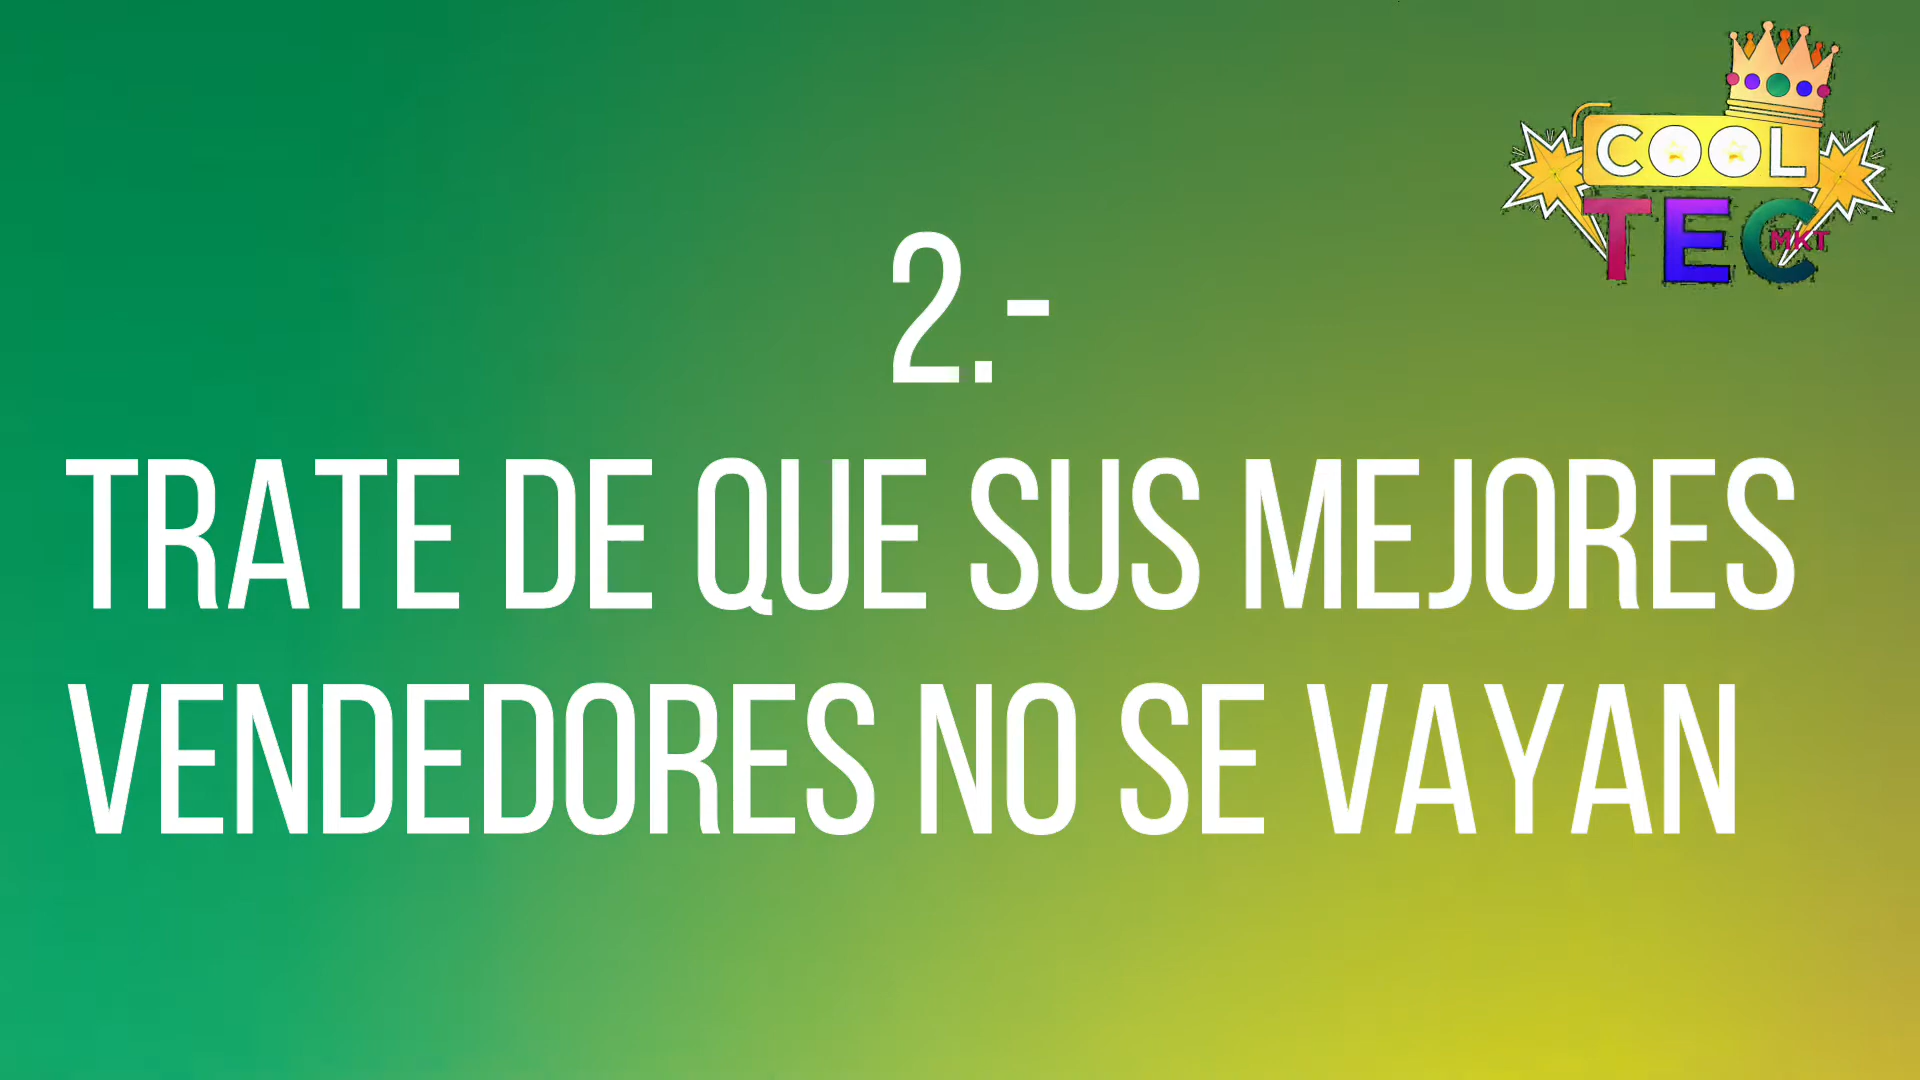 COOL
TEC
MKT
2.-
TRATE DE QUE SUS MEJORES
VENDEDORES NO SE VAYAN